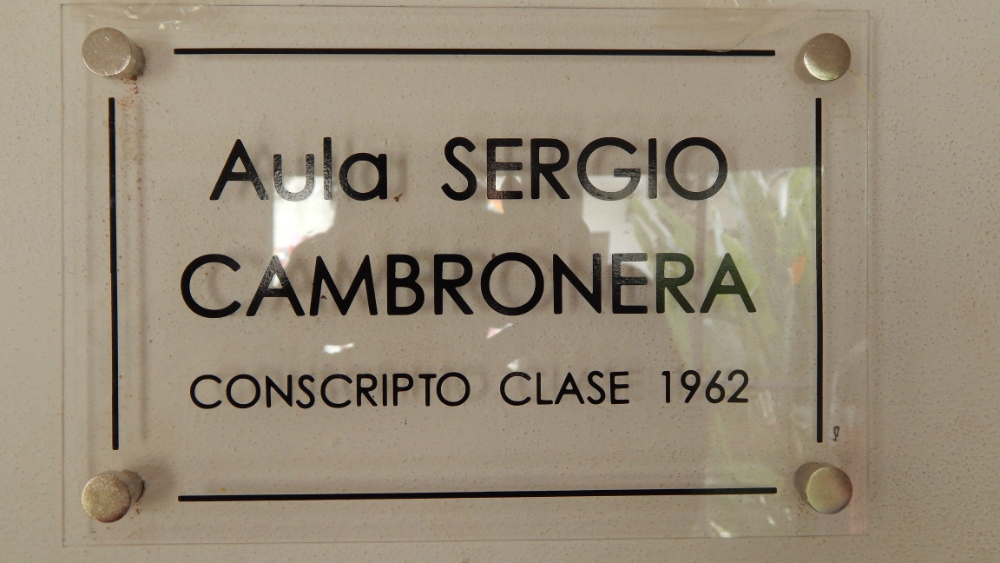 Aula SERGIO
CAMBRONERA
CONSCRIPTO CLASE 1962